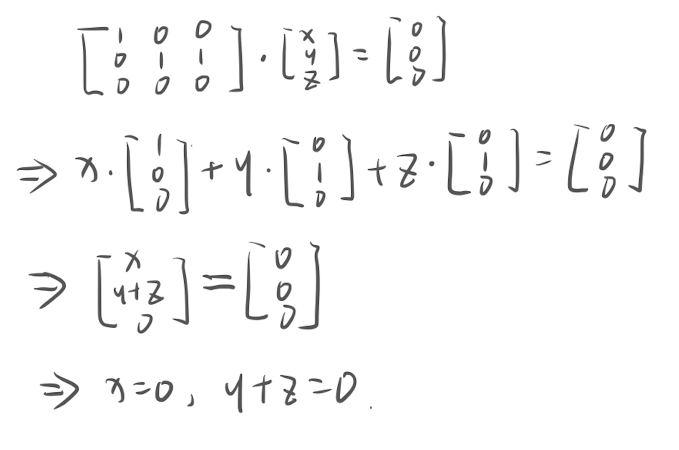 [1 0 0; 0 1 1; 0 0 0] · [x; y; z] = [0; 0; 0]
⇒ x · [1; 0; 0] + y · [0; 1; 0] + z · [0; 1; 0] = [0; 0; 0]
⇒ [x; y+z; 0] = [0; 0; 0]
⇒ x=0, y+z=0.